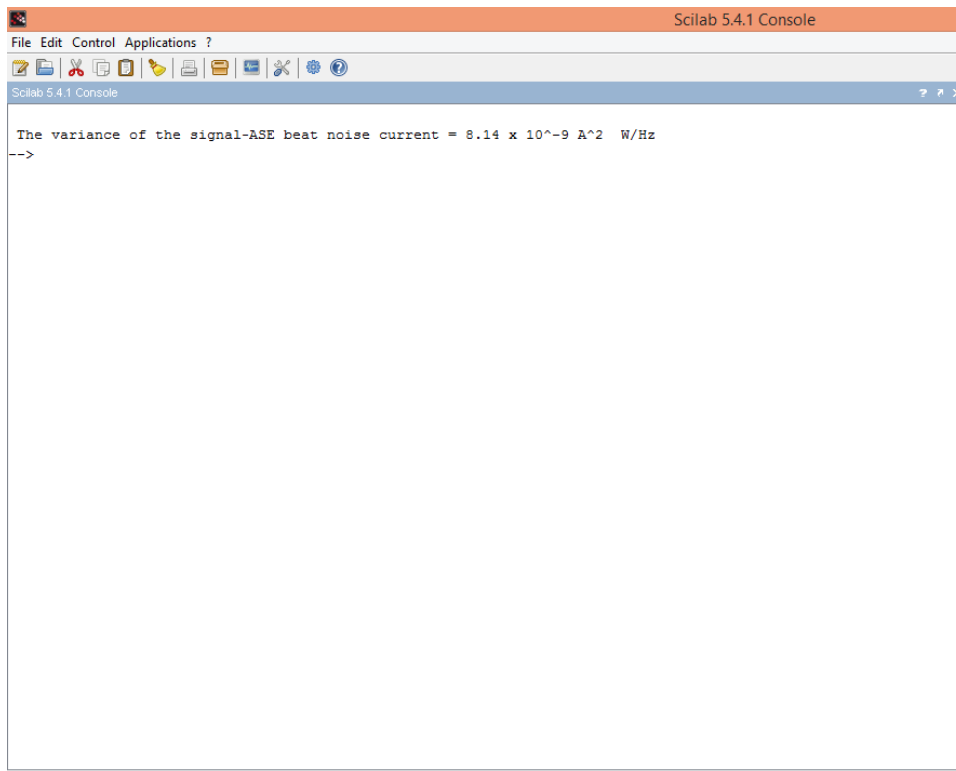 Scilab 5.4.1 Console
File Edit Control Applications ?
Scilab 5.4.1 Console
The variance of the signal-ASE beat noise current = 8.14 x 10^-9 A^2  W/Hz
-->